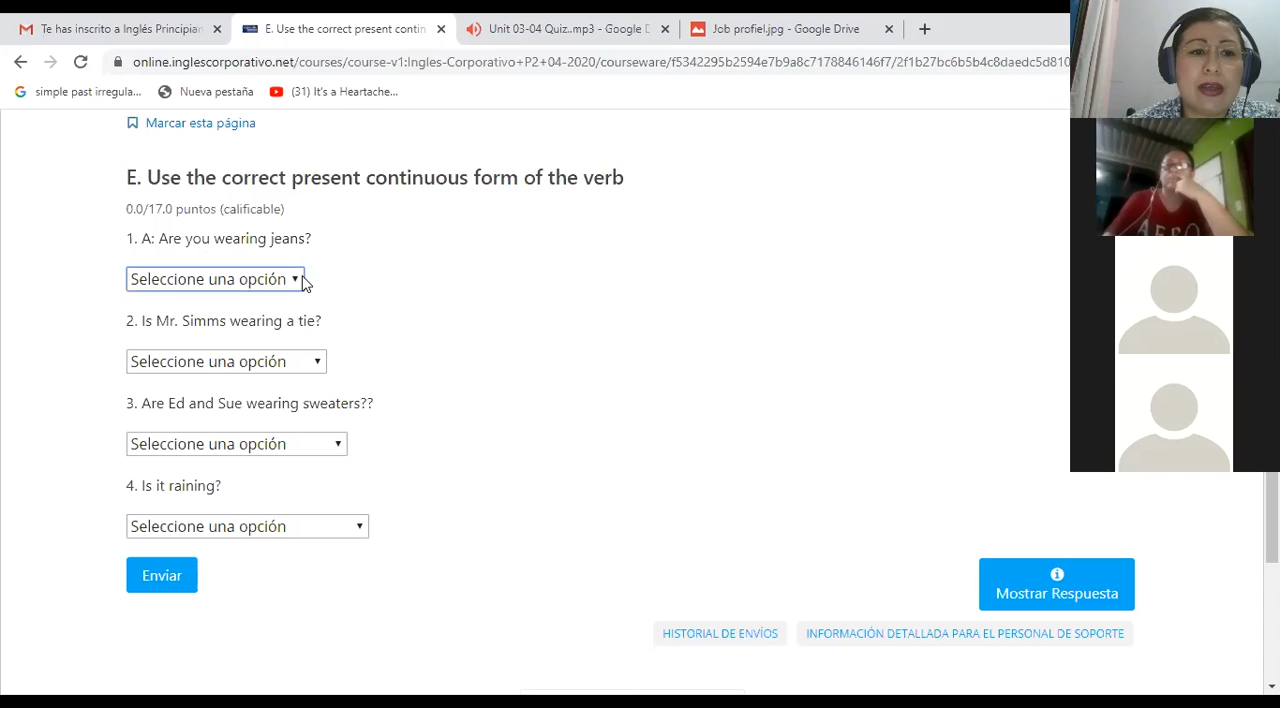 Te has inscrito a Inglés Principian
E. Use the correct present contin
Unit 03-04 Quiz..mp3 - Google D
Job profiel.jpg - Google Drive
online.inglescorporativo.net/courses/course-v1:Ingles-Corporativo+P2+04-2020/courseware/f5342295b2594e7b9a8c7178846146f7/2f1b27bc6b5b4c8daedc5d810
simple past irregula...
Nueva pestaña
(31) It's a Heartache...
Marcar esta página
E. Use the correct present continuous form of the verb
0.0/17.0 puntos (calificable)
1. A: Are you wearing jeans?
Seleccione una opción
2. Is Mr. Simms wearing a tie?
Seleccione una opción
3. Are Ed and Sue wearing sweaters??
Seleccione una opción
4. Is it raining?
Seleccione una opción
Enviar
Mostrar Respuesta
HISTORIAL DE ENVÍOS
INFORMACIÓN DETALLADA PARA EL PERSONAL DE SOPORTE